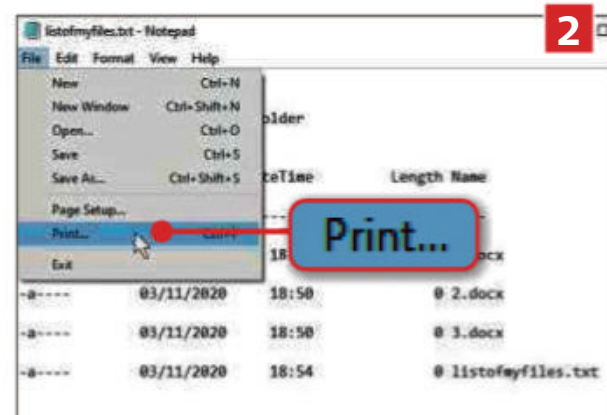 listofmyfiles.txt - Notepad
2
File Edit Format View Help
New Ctrl+N
New Window Ctrl+Shift+N
Open... Ctrl+O
Save Ctrl+S
Save As... Ctrl+Shift+S
Page Setup...
Print...
Exit
older
teTime Length Name
Print...
18 ocx
-a---- 03/11/2020 18:50 0 2.docx
-a---- 03/11/2020 18:50 0 3.docx
-a---- 03/11/2020 18:54 0 listofmyfiles.txt